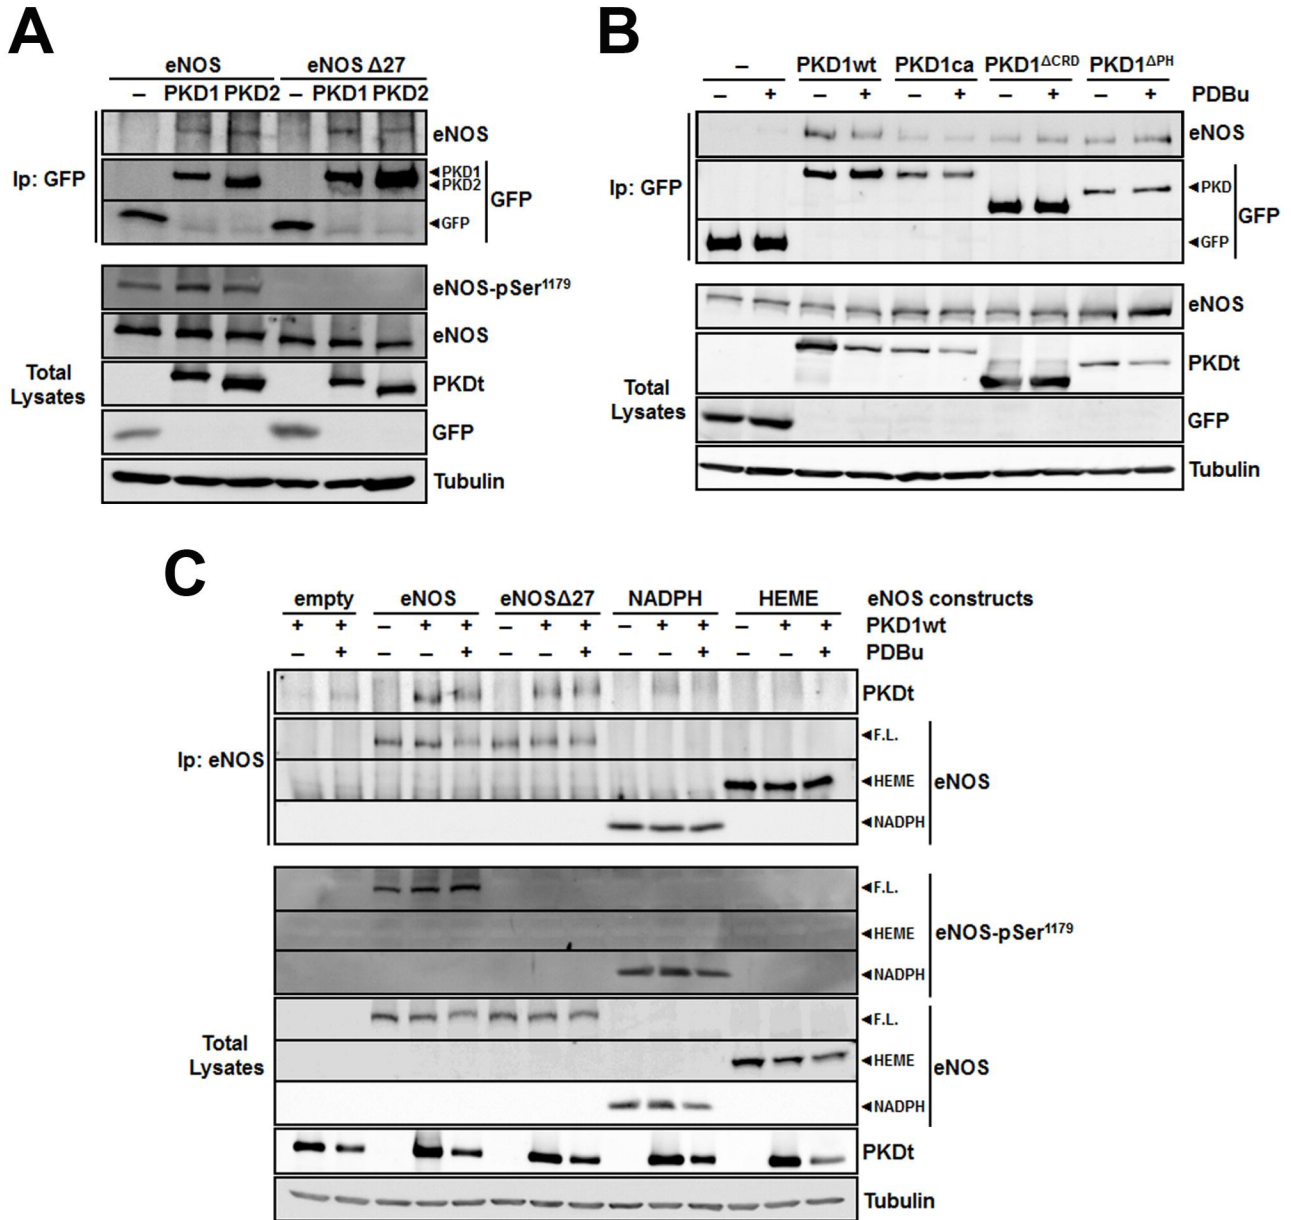 A
eNOS eNOS Δ27
– PKD1 PKD2 – PKD1 PKD2
eNOS
Ip: GFP
◄PKD1
◄PKD2
GFP
◄GFP
eNOS-pSer1179
eNOS
Total
Lysates
PKDt
GFP
Tubulin
B
– PKD1wt PKD1ca PKD1ΔCRD PKD1ΔPH
– + – + – + – + – + PDBu
eNOS
Ip: GFP
◄PKD
GFP
◄GFP
eNOS
PKDt
Total
Lysates
GFP
Tubulin
C
empty eNOS eNOSΔ27 NADPH HEME eNOS constructs
+ + – + + – + + – + + – + + PKD1wt
– + – – + – – + – – + – – + PDBu
PKDt
Ip: eNOS
◄F.L.
◄HEME
eNOS
◄NADPH
◄F.L.
◄HEME
eNOS-pSer1179
◄NADPH
◄F.L.
Total
Lysates
◄HEME
eNOS
◄NADPH
PKDt
Tubulin